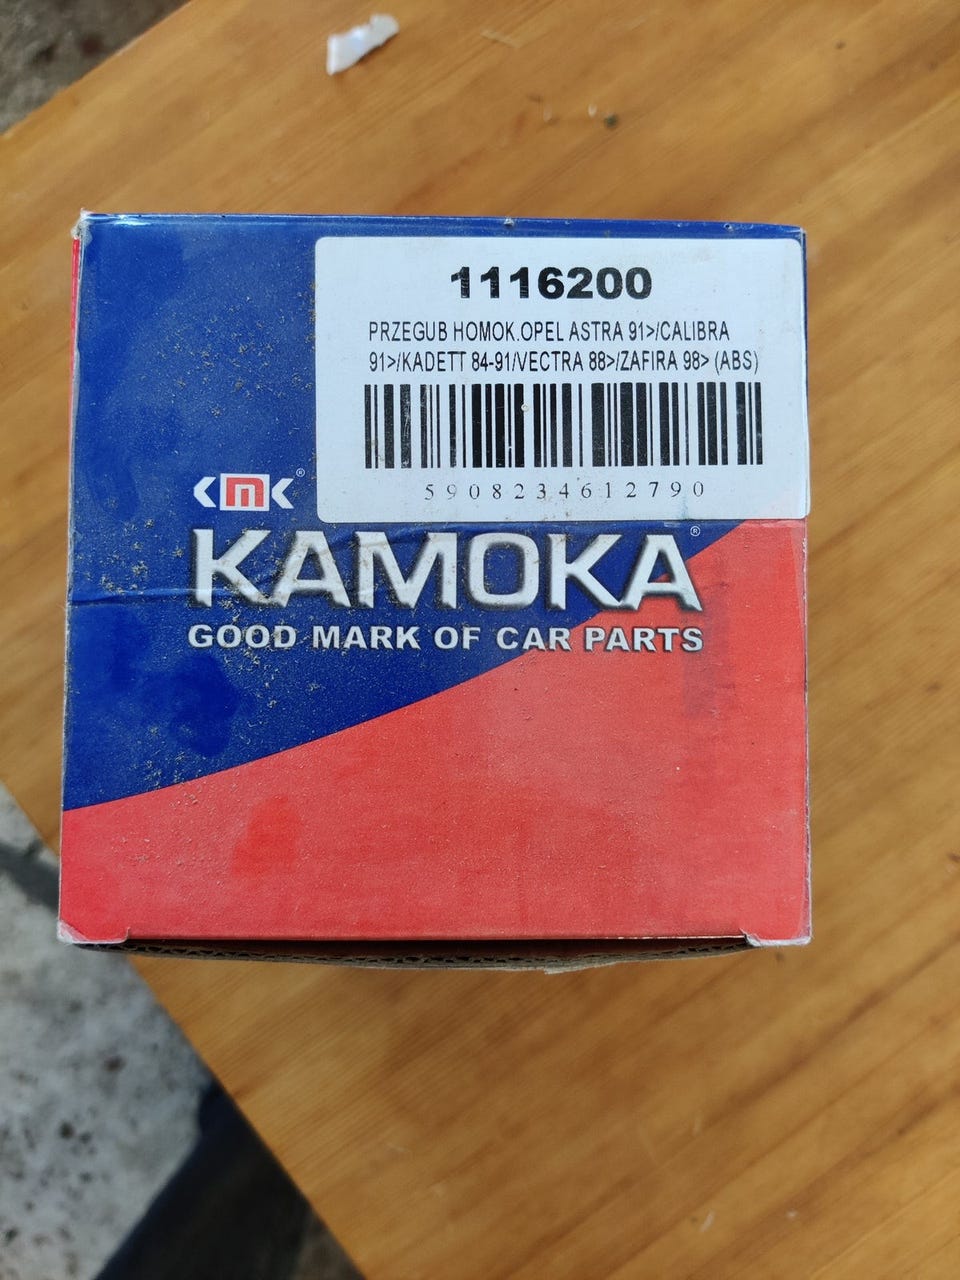 1116200
PRZEGUB HOMOK.OPEL ASTRA 91>/CALIBRA
91>/KADETT 84-91/VECTRA 88>/ZAFIRA 98> (ABS)
5908234612790
KMK®
KAMOKA®
GOOD MARK OF CAR PARTS